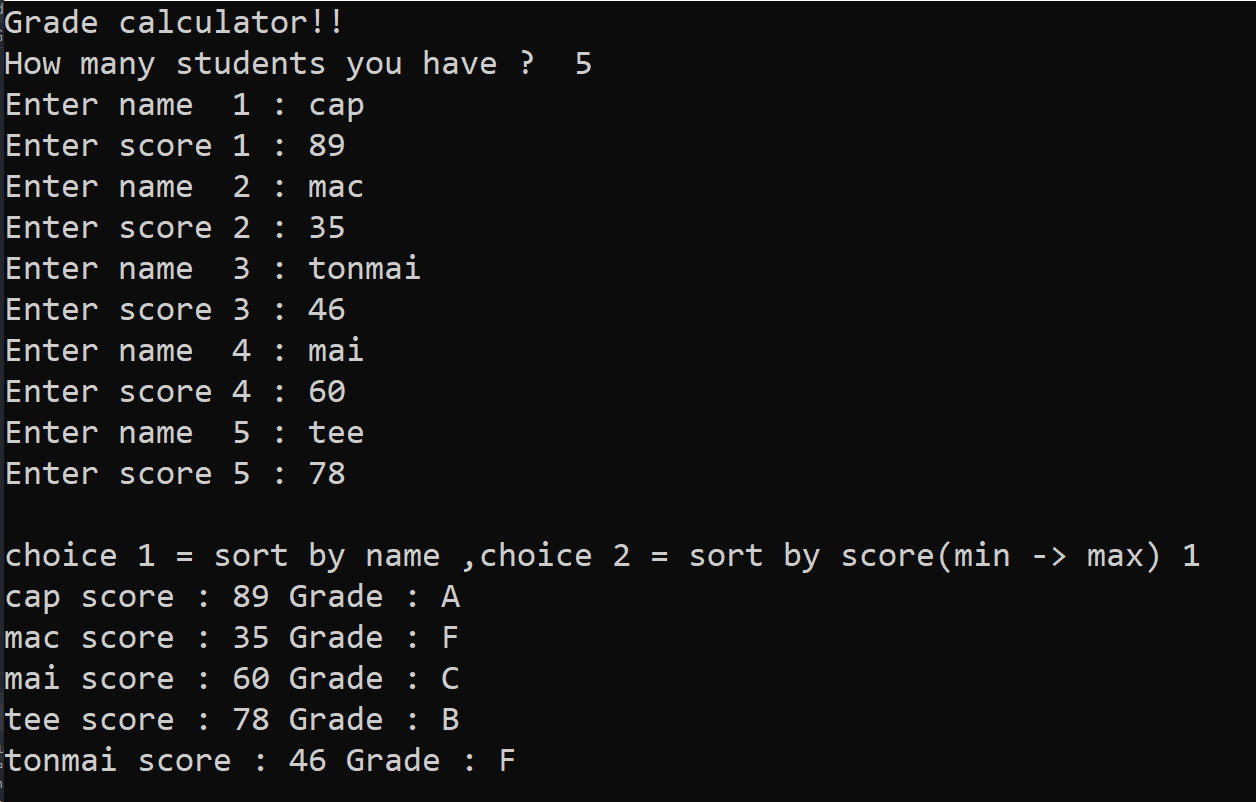 Grade calculator!!
How many students you have ?  5
Enter name  1 : cap
Enter score 1 : 89
Enter name  2 : mac
Enter score 2 : 35
Enter name  3 : tonmai
Enter score 3 : 46
Enter name  4 : mai
Enter score 4 : 60
Enter name  5 : tee
Enter score 5 : 78
choice 1 = sort by name ,choice 2 = sort by score(min -> max) 1
cap score : 89 Grade : A
mac score : 35 Grade : F
mai score : 60 Grade : C
tee score : 78 Grade : B
tonmai score : 46 Grade : F